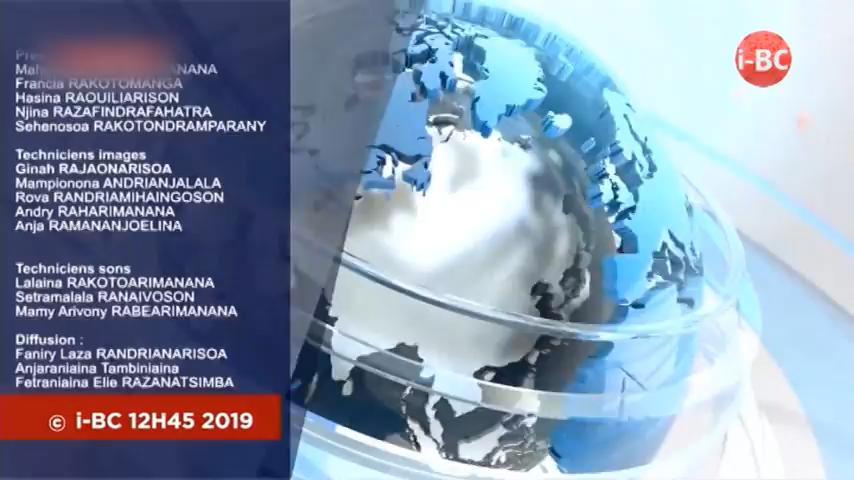 Francia RAKOTOMANGA
Hasina RAOUILIARISON
Njina RAZAFINDRAFAHATRA
Sehenosoa RAKOTONDRAMPARANY
Techniciens images
Ginah RAJAONARISOA
Mampionona ANDRIANJALALA
Rova RANDRIAMIHAINGOSON
Andry RAHARIMANANA
Anja RAMANANJOELINA
Techniciens sons
Lalaina RAKOTOARIMANANA
Setramalala RANAIVOSON
Mamy Arivony RABEARIMANANA
Diffusion :
Faniry Laza RANDRIANARISOA
Anjaraniaina Tambiniaina
Fetraniaina Elie RAZANATSIMBA
© i-BC 12H45 2019
i-BC